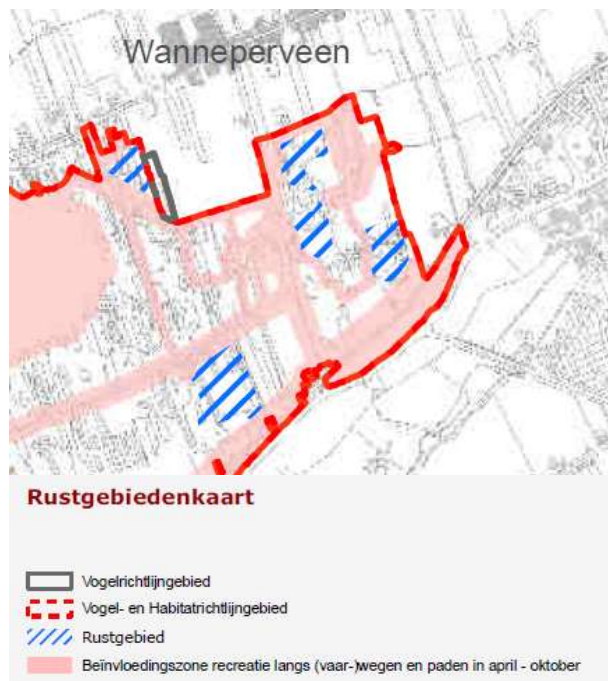 Wanneperveen
Rustgebiedenkaart
Vogelrichtlijngebied
Vogel- en Habitatrichtlijngebied
Rustgebied
Beïnvloedingszone recreatie langs (vaar-)wegen en paden in april - oktober